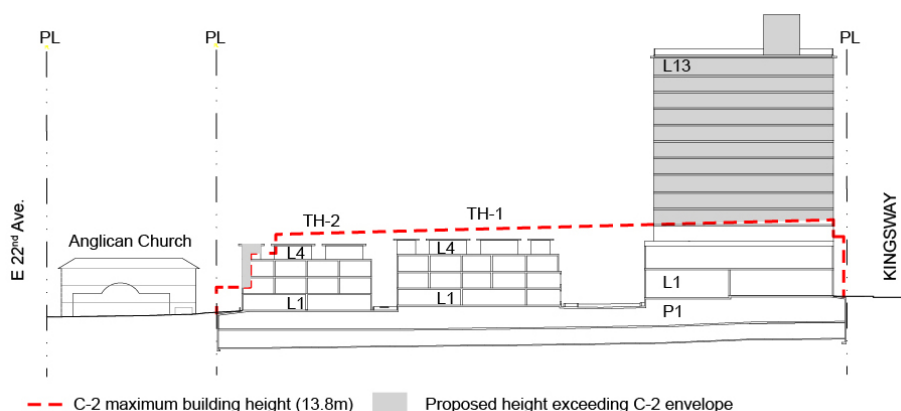 PL
PL
PL
L13
TH-2
TH-1
E 22nd Ave.
Anglican Church
KINGSWAY
L4
L4
L1
L1
L1
P1
C-2 maximum building height (13.8m)
Proposed height exceeding C-2 envelope